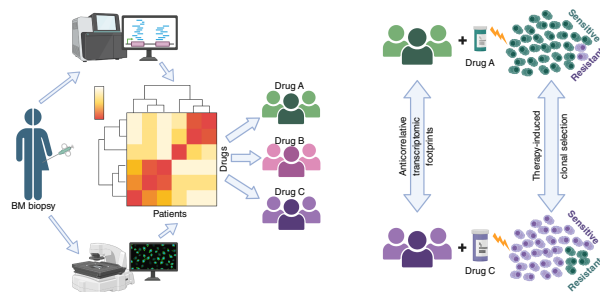 BM biopsy
Patients
Drugs
Drug A
Drug B
Drug C
Drug A
Sensitive
Resistant
Anticorrelative
transcriptomic
footprints
Therapy-induced
clonal selection
Drug C
Sensitive
Resistant